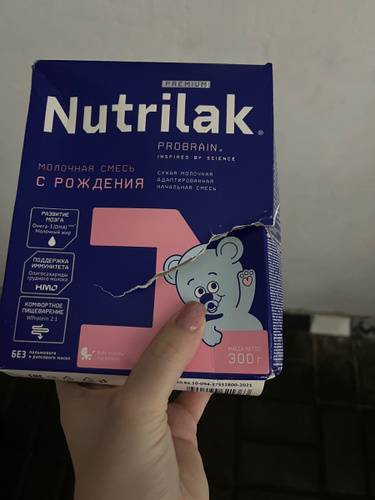 PREMIUM
Nutrilak®
PROBRAIN®
INSPIRED BY SCIENCE
МОЛОЧНАЯ СМЕСЬ
С РОЖДЕНИЯ
СУХАЯ МОЛОЧНАЯ
АДАПТИРОВАННАЯ
НАЧАЛЬНАЯ СМЕСЬ
РАЗВИТИЕ
МОЗГА
Омега-3 (DHA)
Молочный жир
ПОДДЕРЖКА
ИММУНИТЕТА
Олигосахариды
грудного молока
HMO
КОМФОРТНОЕ
ПИЩЕВАРЕНИЕ
WProtein 2:1
БЕЗ пальмового
и рапсового масел
МАССА НЕТТО
300 г